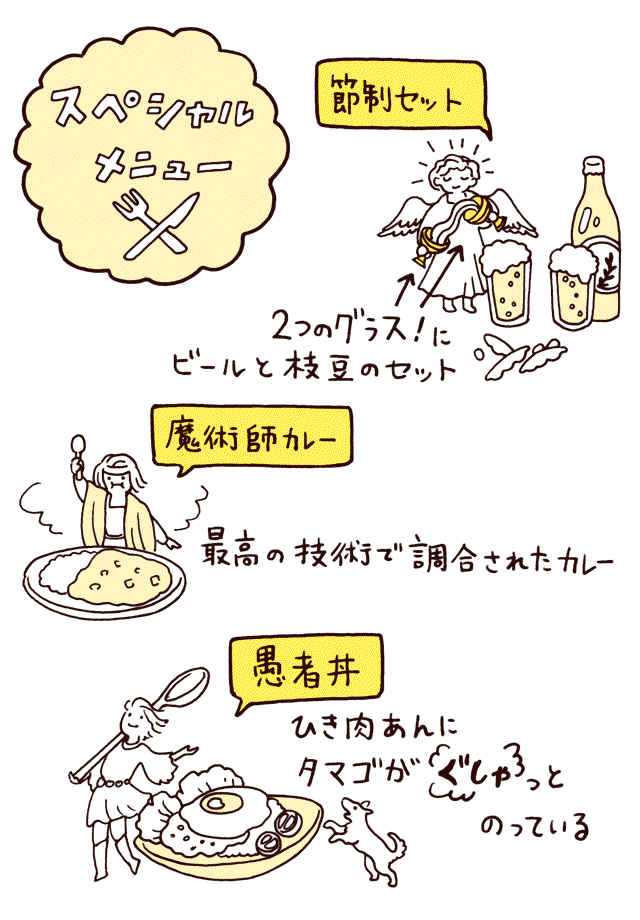 スペシャル
メニュー
節制セット
2つのグラス!に
ビールと枝豆のセット
魔術師カレー
最高の技術で調合されたカレー
愚者丼
ひき肉あんに
タマゴがぐしゃっと
のっている